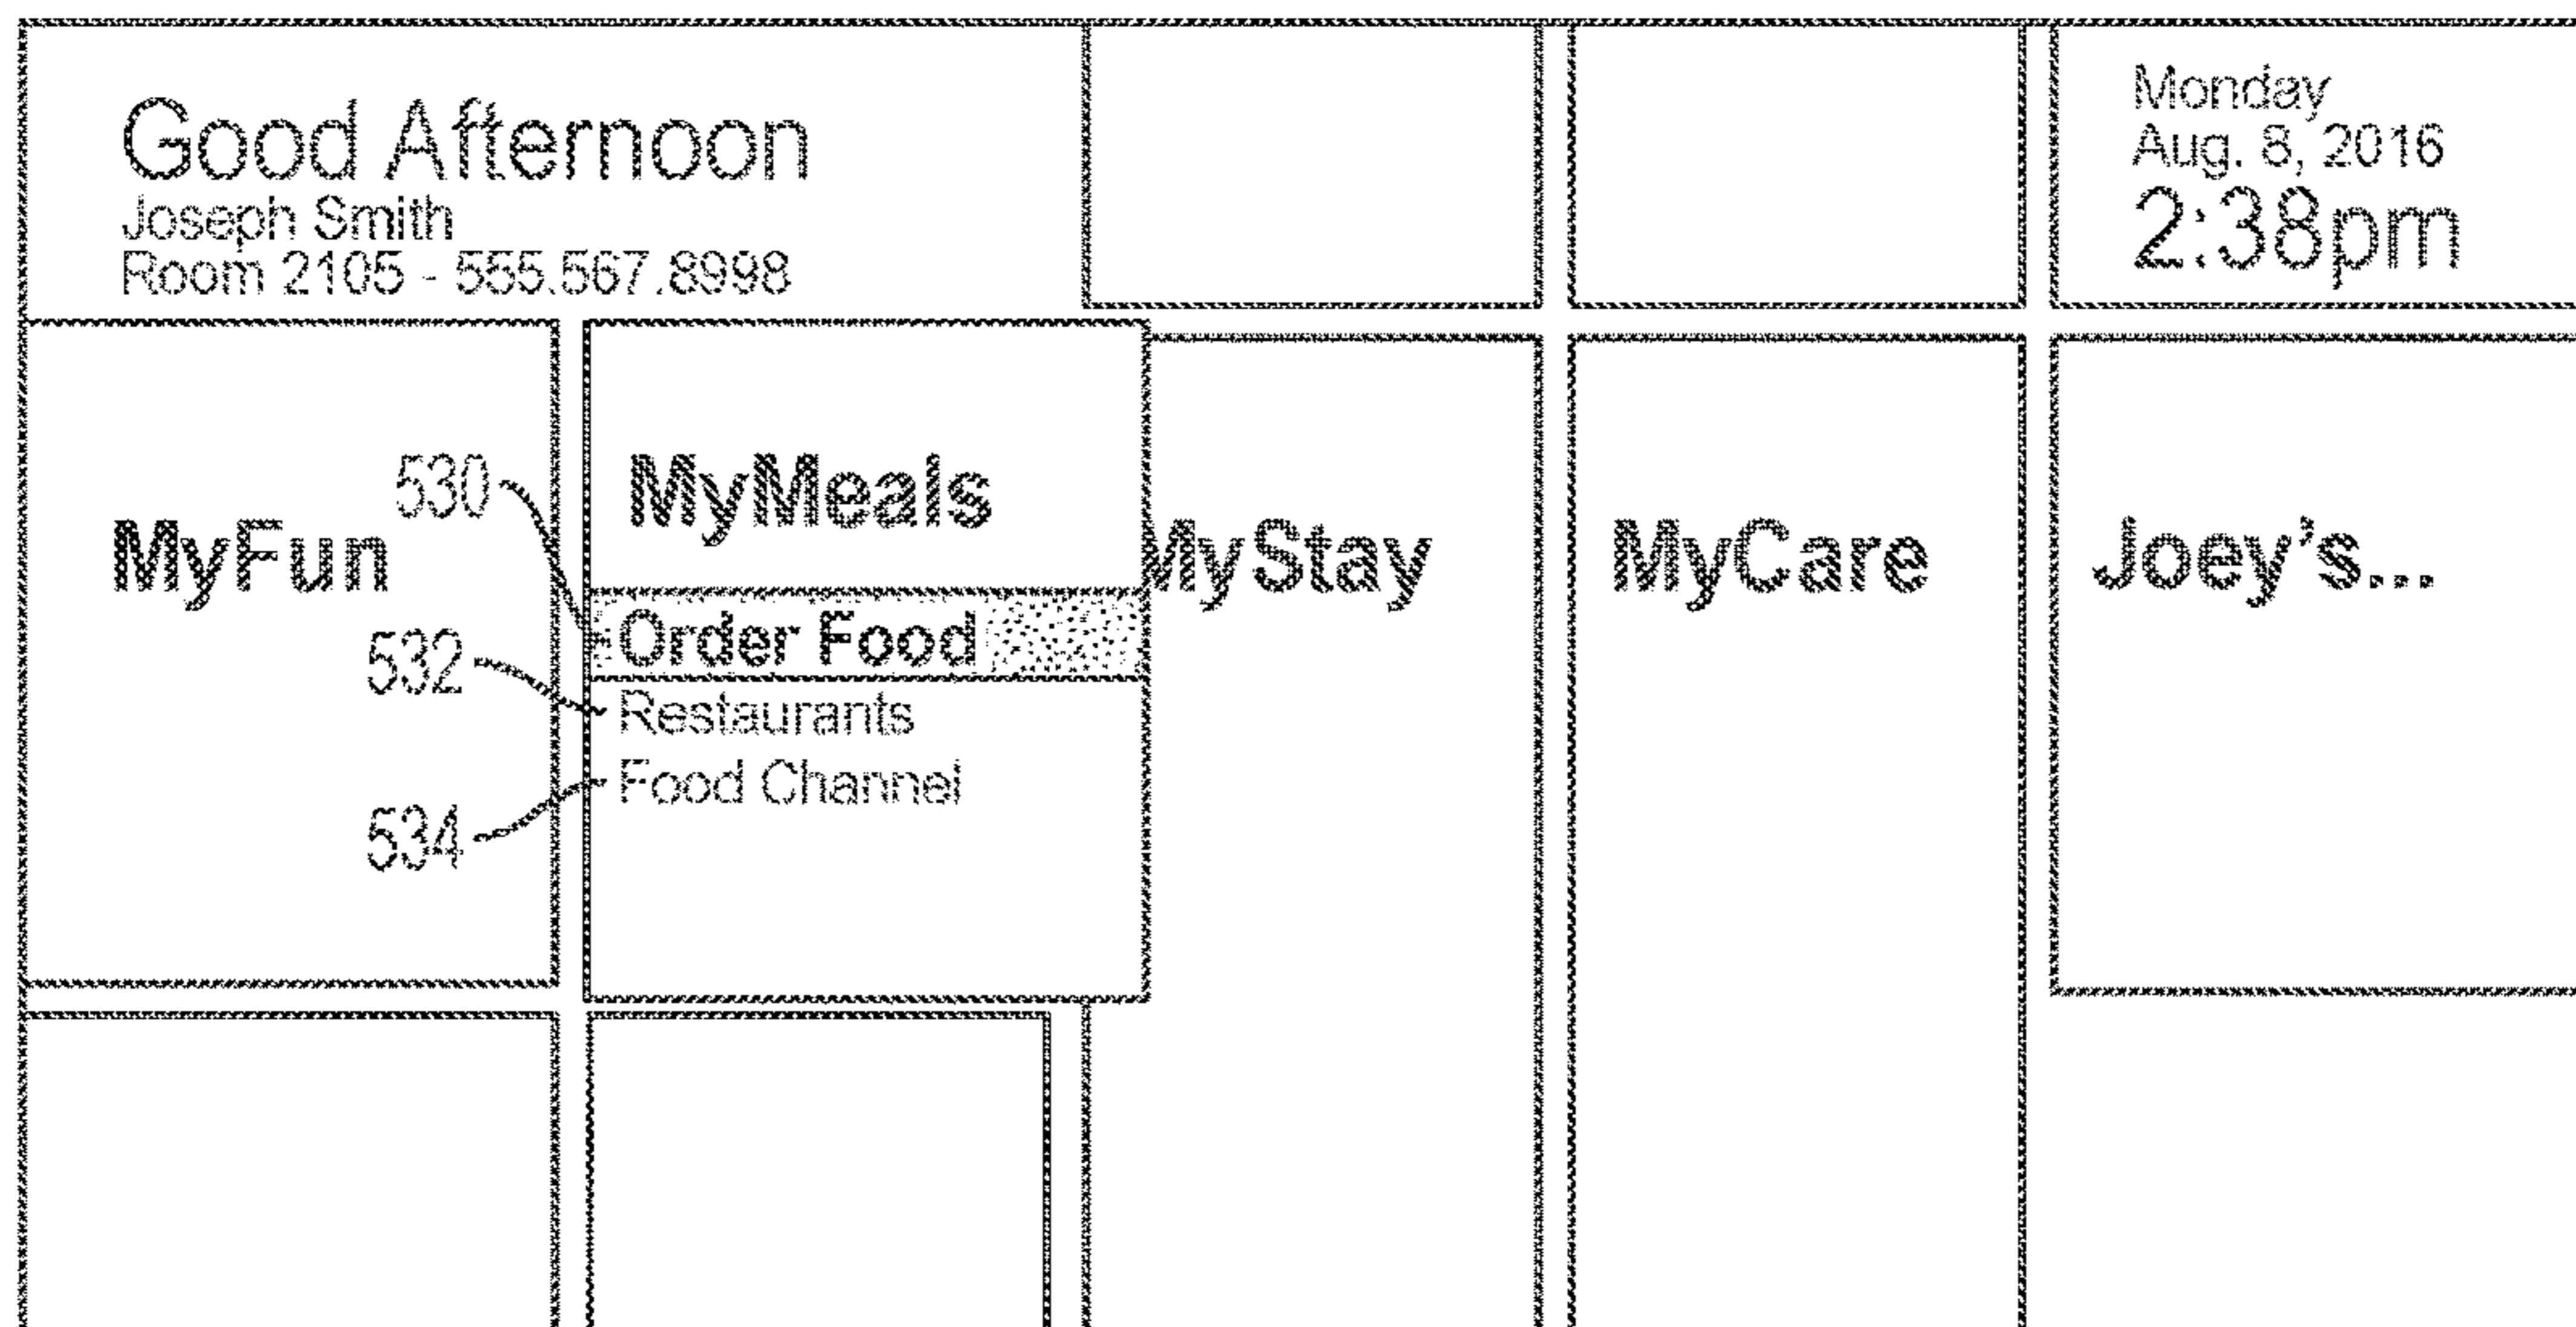 Good Afternoon
Joseph Smith
Room 2105 - 555.567.8998
Monday
Aug. 8, 2016
2:38pm
MyFun
530
532
534
MyMeals
Order Food
Restaurants
Food Channel
MyStay
MyCare
Joey's...